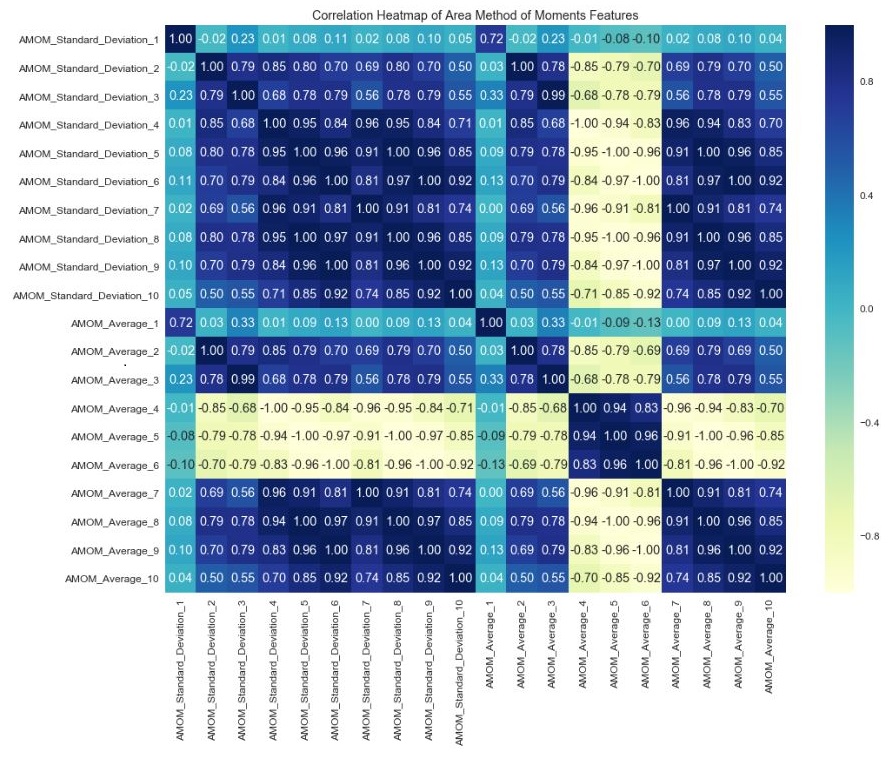 Correlation Heatmap of Area Method of Moments Features
AMOM_Standard_Deviation_1 1.00 -0.02 0.23 0.01 0.08 0.11 0.02 0.08 0.10 0.05 0.72 -0.02 0.23 -0.01 -0.08 -0.10 0.02 0.08 0.10 0.04
AMOM_Standard_Deviation_2 -0.02 1.00 0.79 0.85 0.80 0.70 0.69 0.80 0.70 0.50 0.03 1.00 0.78 -0.85 -0.79 -0.70 0.69 0.79 0.70 0.50
AMOM_Standard_Deviation_3 0.23 0.79 1.00 0.68 0.78 0.79 0.56 0.78 0.79 0.55 0.33 0.79 0.99 -0.68 -0.78 -0.79 0.56 0.78 0.79 0.55
AMOM_Standard_Deviation_4 0.01 0.85 0.68 1.00 0.95 0.84 0.96 0.95 0.84 0.71 0.01 0.85 0.68 -1.00 -0.94 -0.83 0.96 0.94 0.83 0.70
AMOM_Standard_Deviation_5 0.08 0.80 0.78 0.95 1.00 0.96 0.91 1.00 0.96 0.85 0.09 0.79 0.78 -0.95 -1.00 -0.96 0.91 1.00 0.96 0.85
AMOM_Standard_Deviation_6 0.11 0.70 0.79 0.84 0.96 1.00 0.81 0.97 1.00 0.92 0.13 0.70 0.79 -0.84 -0.97 -1.00 0.81 0.97 1.00 0.92
AMOM_Standard_Deviation_7 0.02 0.69 0.56 0.96 0.91 0.81 1.00 0.91 0.81 0.74 0.00 0.69 0.56 -0.96 -0.91 -0.81 1.00 0.91 0.81 0.74
AMOM_Standard_Deviation_8 0.08 0.80 0.78 0.95 1.00 0.97 0.91 1.00 0.96 0.85 0.09 0.79 0.78 -0.95 -1.00 -0.96 0.91 1.00 0.96 0.85
AMOM_Standard_Deviation_9 0.10 0.70 0.79 0.84 0.96 1.00 0.81 0.96 1.00 0.92 0.13 0.70 0.79 -0.84 -0.97 -1.00 0.81 0.97 1.00 0.92
AMOM_Standard_Deviation_10 0.05 0.50 0.55 0.71 0.85 0.92 0.74 0.85 0.92 1.00 0.04 0.50 0.55 -0.71 -0.85 -0.92 0.74 0.85 0.92 1.00
AMOM_Average_1 0.72 0.03 0.33 0.01 0.09 0.13 0.00 0.09 0.13 0.04 1.00 0.03 0.33 -0.01 -0.09 -0.13 0.00 0.09 0.13 0.04
AMOM_Average_2 -0.02 1.00 0.79 0.85 0.79 0.70 0.69 0.79 0.70 0.50 0.03 1.00 0.78 -0.85 -0.79 -0.69 0.69 0.79 0.69 0.50
AMOM_Average_3 0.23 0.78 0.99 0.68 0.78 0.79 0.56 0.78 0.79 0.55 0.33 0.78 1.00 -0.68 -0.78 -0.79 0.56 0.78 0.79 0.55
AMOM_Average_4 -0.01 -0.85 -0.68 -1.00 -0.95 -0.84 -0.96 -0.95 -0.84 -0.71 -0.01 -0.85 -0.68 1.00 0.94 0.83 -0.96 -0.94 -0.83 -0.70
AMOM_Average_5 -0.08 -0.79 -0.78 -0.94 -1.00 -0.97 -0.91 -1.00 -0.97 -0.85 -0.09 -0.79 -0.78 0.94 1.00 0.96 -0.91 -1.00 -0.96 -0.85
AMOM_Average_6 -0.10 -0.70 -0.79 -0.83 -0.96 -1.00 -0.81 -0.96 -1.00 -0.92 -0.13 -0.69 -0.79 0.83 0.96 1.00 -0.81 -0.96 -1.00 -0.92
AMOM_Average_7 0.02 0.69 0.56 0.96 0.91 0.81 1.00 0.91 0.81 0.74 0.00 0.69 0.56 -0.96 -0.91 -0.81 1.00 0.91 0.81 0.74
AMOM_Average_8 0.08 0.79 0.78 0.94 1.00 0.97 0.91 1.00 0.97 0.85 0.09 0.79 0.78 -0.94 -1.00 -0.96 0.91 1.00 0.96 0.85
AMOM_Average_9 0.10 0.70 0.79 0.83 0.96 1.00 0.81 0.96 1.00 0.92 0.13 0.69 0.79 -0.83 -0.96 -1.00 0.81 0.96 1.00 0.92
AMOM_Average_10 0.04 0.50 0.55 0.70 0.85 0.92 0.74 0.85 0.92 1.00 0.04 0.50 0.55 -0.70 -0.85 -0.92 0.74 0.85 0.92 1.00
AMOM_Standard_Deviation_1
AMOM_Standard_Deviation_2
AMOM_Standard_Deviation_3
AMOM_Standard_Deviation_4
AMOM_Standard_Deviation_5
AMOM_Standard_Deviation_6
AMOM_Standard_Deviation_7
AMOM_Standard_Deviation_8
AMOM_Standard_Deviation_9
AMOM_Standard_Deviation_10
AMOM_Average_1
AMOM_Average_2
AMOM_Average_3
AMOM_Average_4
AMOM_Average_5
AMOM_Average_6
AMOM_Average_7
AMOM_Average_8
AMOM_Average_9
AMOM_Average_10
0.8
0.4
0.0
−0.4
−0.8